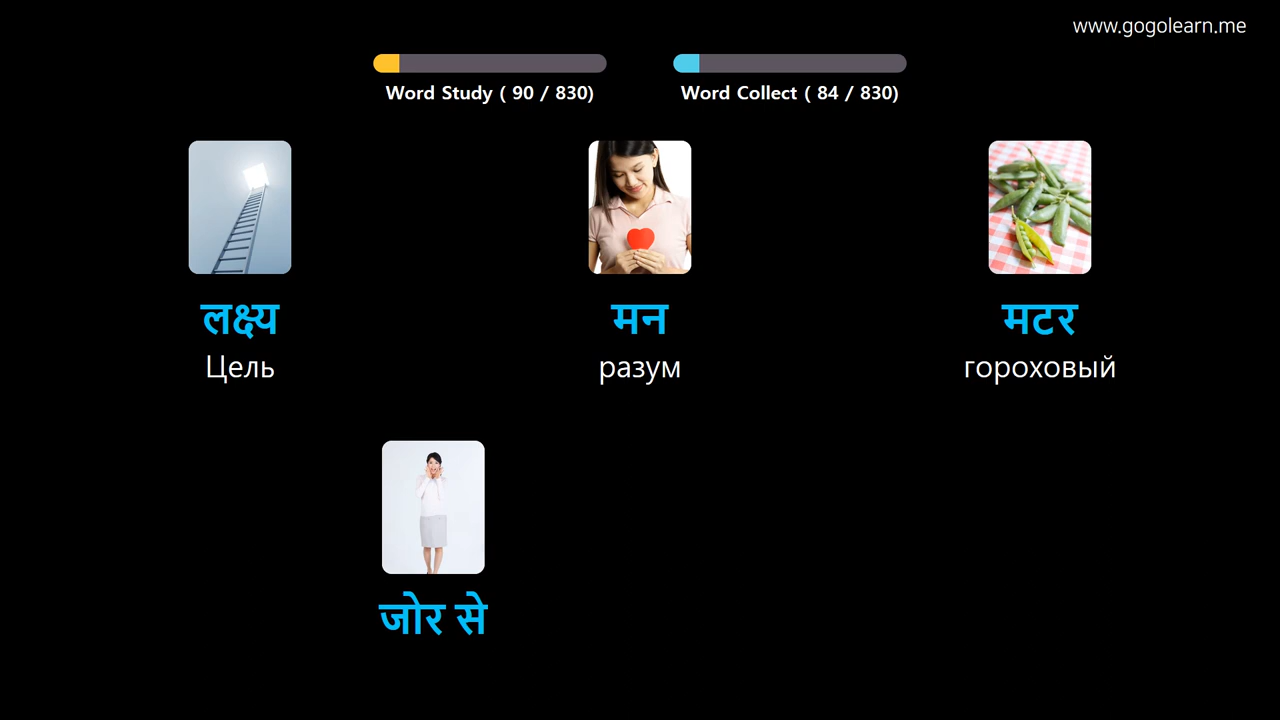 www.gogolearn.me
Word Study ( 90 / 830)
Word Collect ( 84 / 830)
लक्ष्य
Цель
मन
разум
मटर
гороховый
जोर से